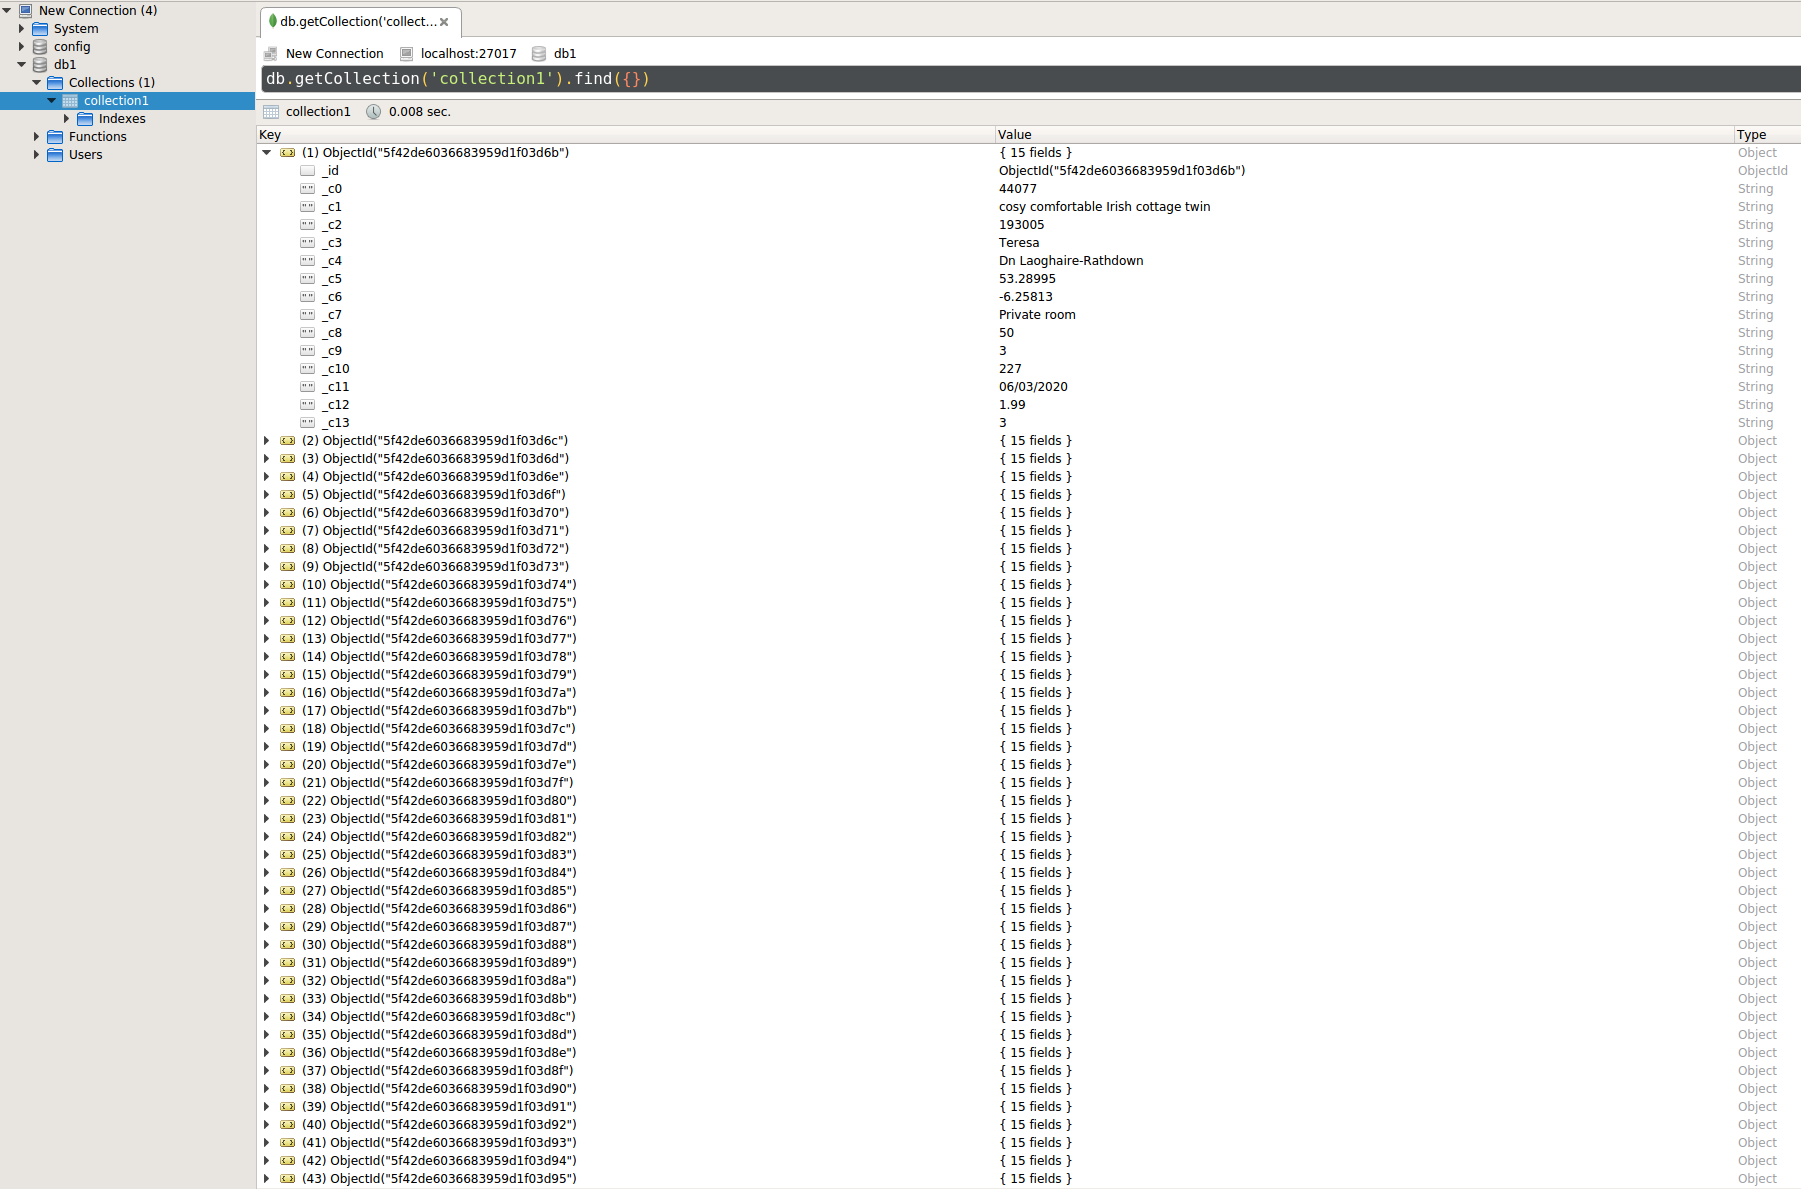 New Connection (4)
System
config
db1
Collections (1)
collection1
Indexes
Functions
Users
db.getCollection('collect...
New Connection localhost:27017 db1
db.getCollection('collection1').find({})
collection1 0.008 sec.
Key Value Type
(1) ObjectId("5f42de6036683959d1f03d6b") { 15 fields } Object
_id ObjectId("5f42de6036683959d1f03d6b") ObjectId
_c0 44077 String
_c1 cosy comfortable Irish cottage twin String
_c2 193005 String
_c3 Teresa String
_c4 Dn Laoghaire-Rathdown String
_c5 53.28995 String
_c6 -6.25813 String
_c7 Private room String
_c8 50 String
_c9 3 String
_c10 227 String
_c11 06/03/2020 String
_c12 1.99 String
_c13 3 String
(2) ObjectId("5f42de6036683959d1f03d6c") { 15 fields } Object
(3) ObjectId("5f42de6036683959d1f03d6d") { 15 fields } Object
(4) ObjectId("5f42de6036683959d1f03d6e") { 15 fields } Object
(5) ObjectId("5f42de6036683959d1f03d6f") { 15 fields } Object
(6) ObjectId("5f42de6036683959d1f03d70") { 15 fields } Object
(7) ObjectId("5f42de6036683959d1f03d71") { 15 fields } Object
(8) ObjectId("5f42de6036683959d1f03d72") { 15 fields } Object
(9) ObjectId("5f42de6036683959d1f03d73") { 15 fields } Object
(10) ObjectId("5f42de6036683959d1f03d74") { 15 fields } Object
(11) ObjectId("5f42de6036683959d1f03d75") { 15 fields } Object
(12) ObjectId("5f42de6036683959d1f03d76") { 15 fields } Object
(13) ObjectId("5f42de6036683959d1f03d77") { 15 fields } Object
(14) ObjectId("5f42de6036683959d1f03d78") { 15 fields } Object
(15) ObjectId("5f42de6036683959d1f03d79") { 15 fields } Object
(16) ObjectId("5f42de6036683959d1f03d7a") { 15 fields } Object
(17) ObjectId("5f42de6036683959d1f03d7b") { 15 fields } Object
(18) ObjectId("5f42de6036683959d1f03d7c") { 15 fields } Object
(19) ObjectId("5f42de6036683959d1f03d7d") { 15 fields } Object
(20) ObjectId("5f42de6036683959d1f03d7e") { 15 fields } Object
(21) ObjectId("5f42de6036683959d1f03d7f") { 15 fields } Object
(22) ObjectId("5f42de6036683959d1f03d80") { 15 fields } Object
(23) ObjectId("5f42de6036683959d1f03d81") { 15 fields } Object
(24) ObjectId("5f42de6036683959d1f03d82") { 15 fields } Object
(25) ObjectId("5f42de6036683959d1f03d83") { 15 fields } Object
(26) ObjectId("5f42de6036683959d1f03d84") { 15 fields } Object
(27) ObjectId("5f42de6036683959d1f03d85") { 15 fields } Object
(28) ObjectId("5f42de6036683959d1f03d86") { 15 fields } Object
(29) ObjectId("5f42de6036683959d1f03d87") { 15 fields } Object
(30) ObjectId("5f42de6036683959d1f03d88") { 15 fields } Object
(31) ObjectId("5f42de6036683959d1f03d89") { 15 fields } Object
(32) ObjectId("5f42de6036683959d1f03d8a") { 15 fields } Object
(33) ObjectId("5f42de6036683959d1f03d8b") { 15 fields } Object
(34) ObjectId("5f42de6036683959d1f03d8c") { 15 fields } Object
(35) ObjectId("5f42de6036683959d1f03d8d") { 15 fields } Object
(36) ObjectId("5f42de6036683959d1f03d8e") { 15 fields } Object
(37) ObjectId("5f42de6036683959d1f03d8f") { 15 fields } Object
(38) ObjectId("5f42de6036683959d1f03d90") { 15 fields } Object
(39) ObjectId("5f42de6036683959d1f03d91") { 15 fields } Object
(40) ObjectId("5f42de6036683959d1f03d92") { 15 fields } Object
(41) ObjectId("5f42de6036683959d1f03d93") { 15 fields } Object
(42) ObjectId("5f42de6036683959d1f03d94") { 15 fields } Object
(43) ObjectId("5f42de6036683959d1f03d95") { 15 fields } Object